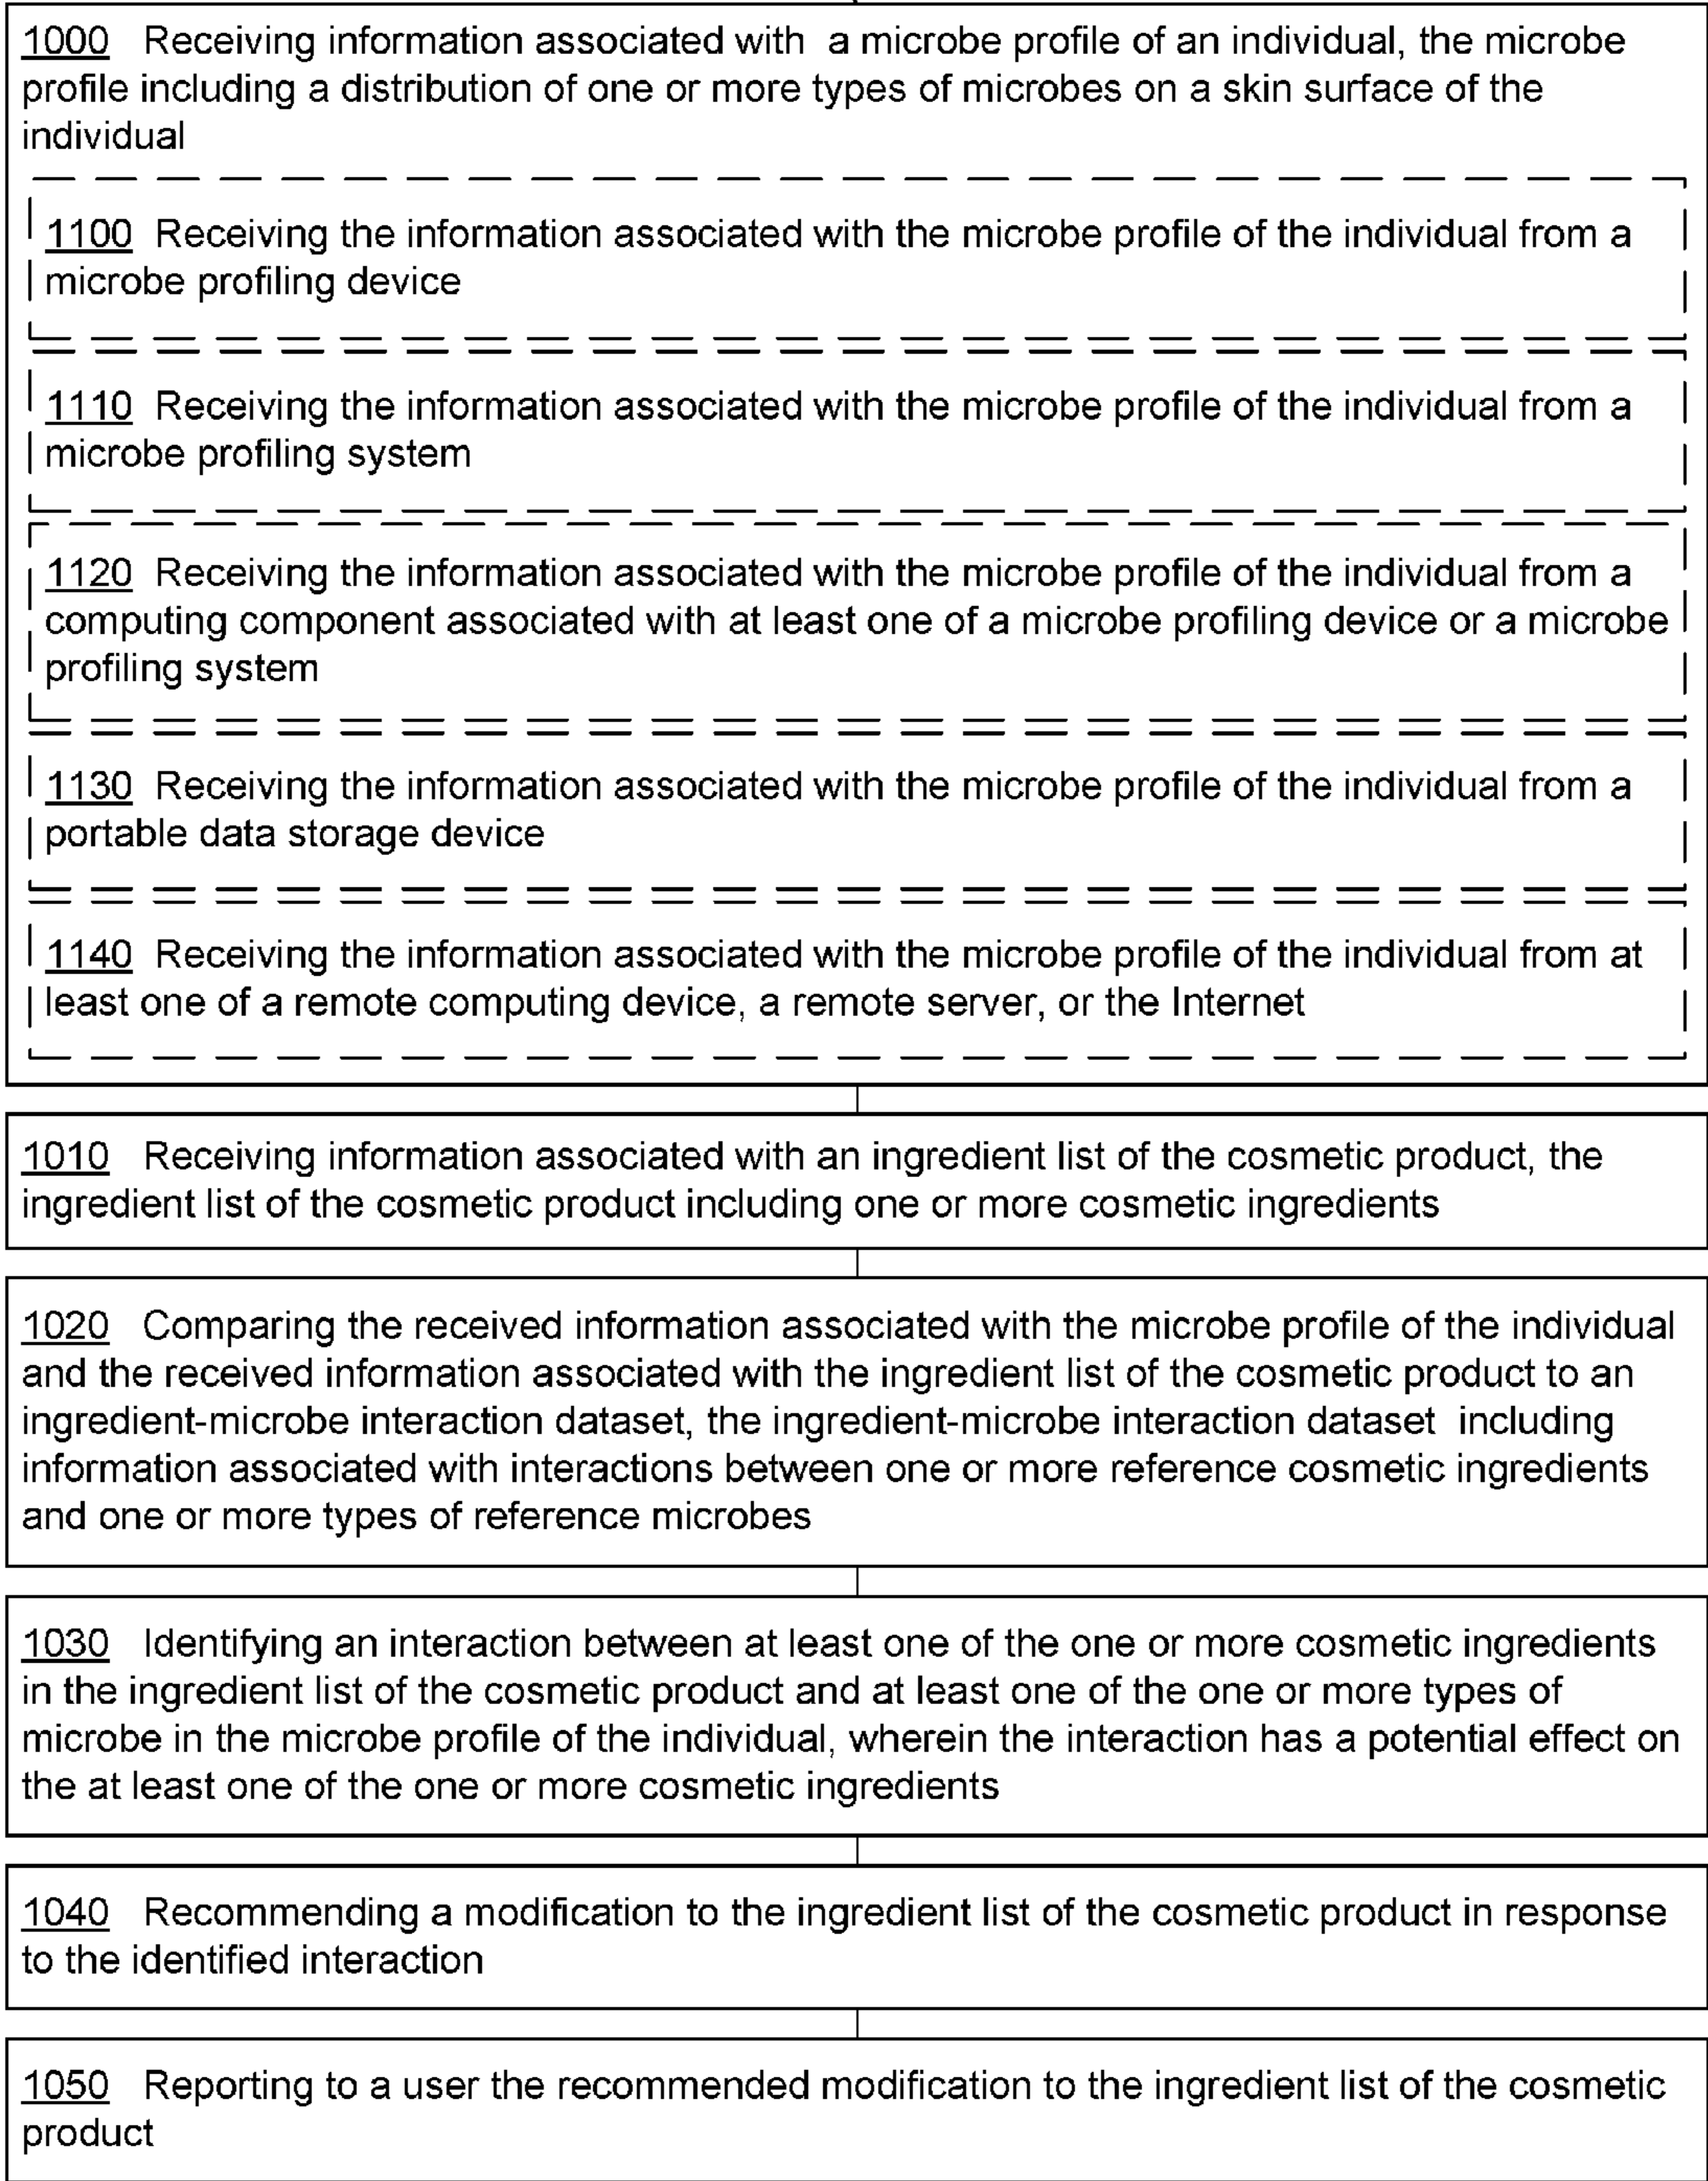 1000 Receiving information associated with a microbe profile of an individual, the microbe
profile including a distribution of one or more types of microbes on a skin surface of the
individual
1100 Receiving the information associated with the microbe profile of the individual from a
microbe profiling device
1110 Receiving the information associated with the microbe profile of the individual from a
microbe profiling system
1120 Receiving the information associated with the microbe profile of the individual from a
computing component associated with at least one of a microbe profiling device or a microbe
profiling system
1130 Receiving the information associated with the microbe profile of the individual from a
portable data storage device
1140 Receiving the information associated with the microbe profile of the individual from at
least one of a remote computing device, a remote server, or the Internet
1010 Receiving information associated with an ingredient list of the cosmetic product, the
ingredient list of the cosmetic product including one or more cosmetic ingredients
1020 Comparing the received information associated with the microbe profile of the individual
and the received information associated with the ingredient list of the cosmetic product to an
ingredient-microbe interaction dataset, the ingredient-microbe interaction dataset including
information associated with interactions between one or more reference cosmetic ingredients
and one or more types of reference microbes
1030 Identifying an interaction between at least one of the one or more cosmetic ingredients
in the ingredient list of the cosmetic product and at least one of the one or more types of
microbe in the microbe profile of the individual, wherein the interaction has a potential effect on
the at least one of the one or more cosmetic ingredients
1040 Recommending a modification to the ingredient list of the cosmetic product in response
to the identified interaction
1050 Reporting to a user the recommended modification to the ingredient list of the cosmetic
product